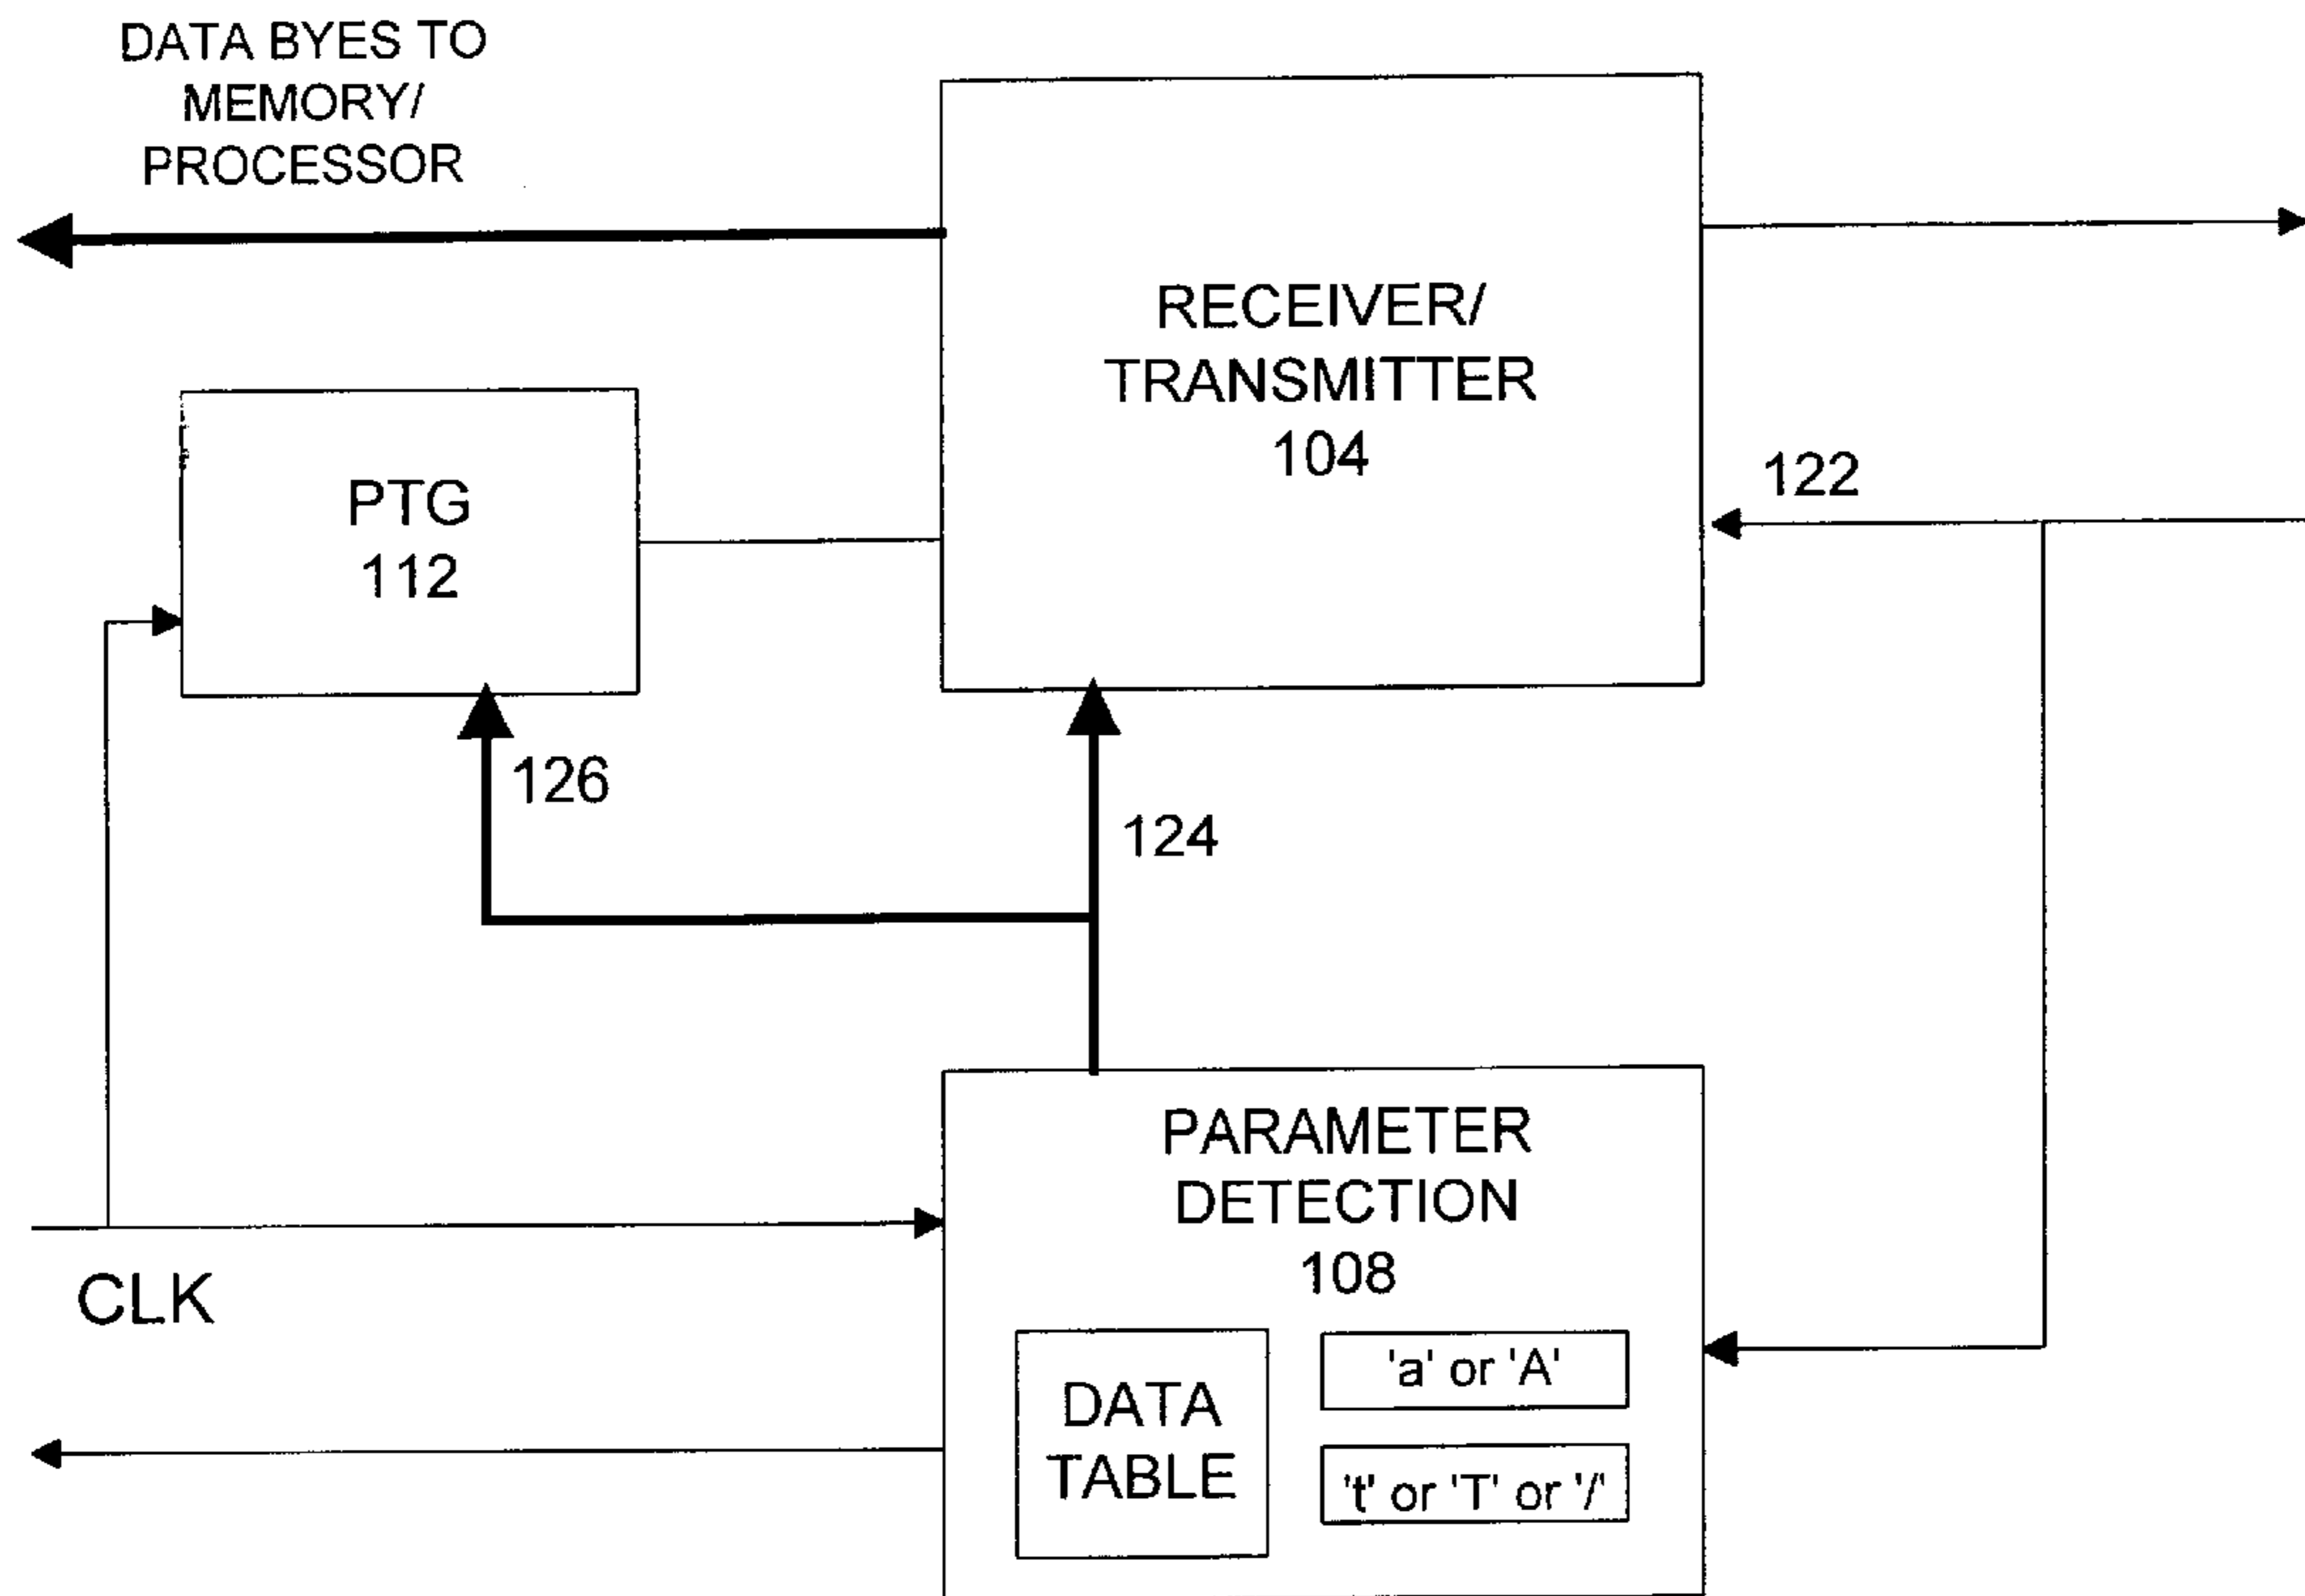 DATA BYES TO
MEMORY/
PROCESSOR
RECEIVER/
TRANSMITTER
104
122
PTG
112
126
124
PARAMETER
DETECTION
108
CLK
DATA
TABLE
'a' or 'A'
't' or 'T' or '/'